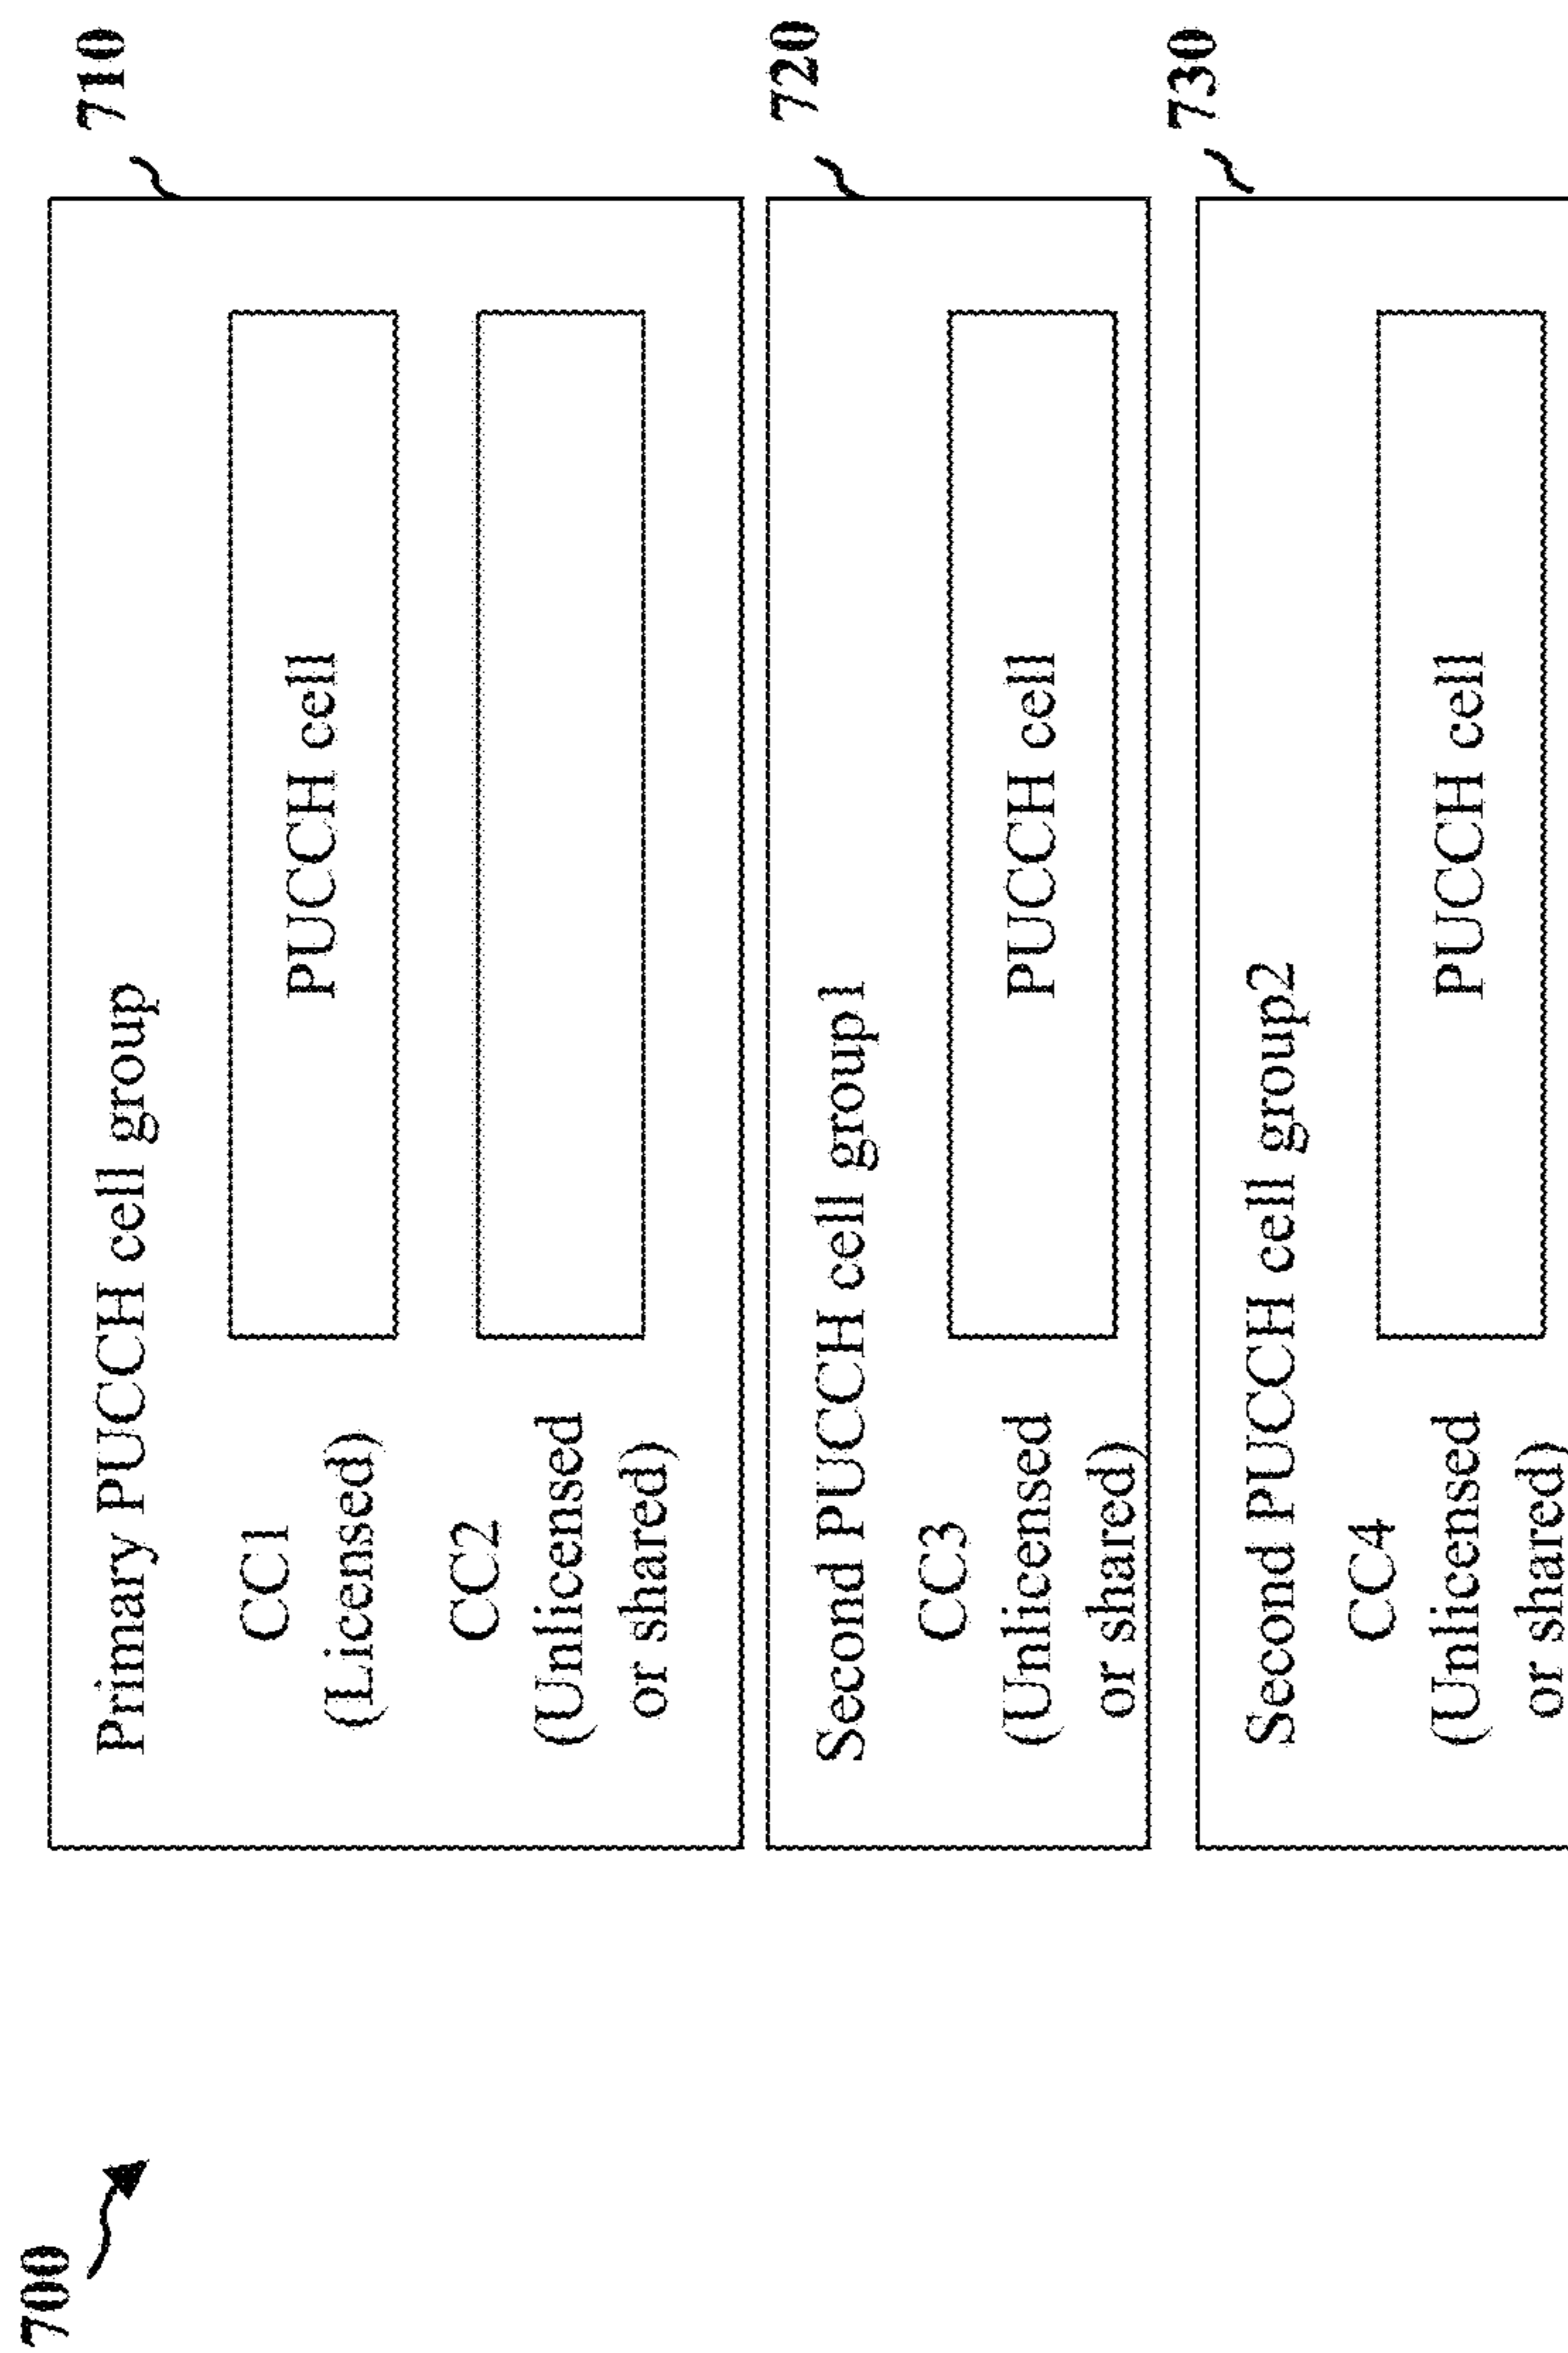 700
710
Primary PUCCH cell group
CC1
(Licensed)
PUCCH cell
CC2
(Unlicensed
or shared)
720
Second PUCCH cell group1
CC3
(Unlicensed
or shared)
PUCCH cell
730
Second PUCCH cell group2
CC4
(Unlicensed
or shared)
PUCCH cell